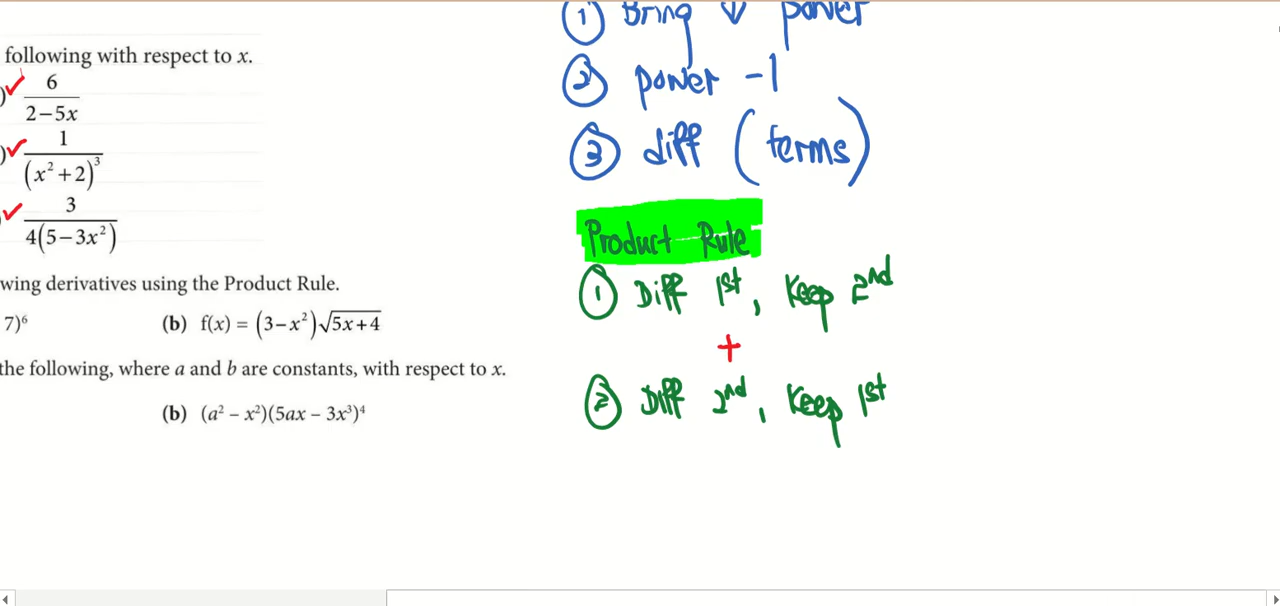 following with respect to x.
) 6/(2−5x)
) 1/(x²+2)³
3/(4(5−3x²))
wing derivatives using the Product Rule.
7)⁶ (b) f(x) = (3−x²)√(5x+4)
the following, where a and b are constants, with respect to x.
(b) (a² – x²)(5ax – 3x³)⁴
① Bring ↓ power
② power -1
③ diff (terms)
Product Rule
① Diff 1st, Keep 2nd
+
② Diff 2nd, Keep 1st